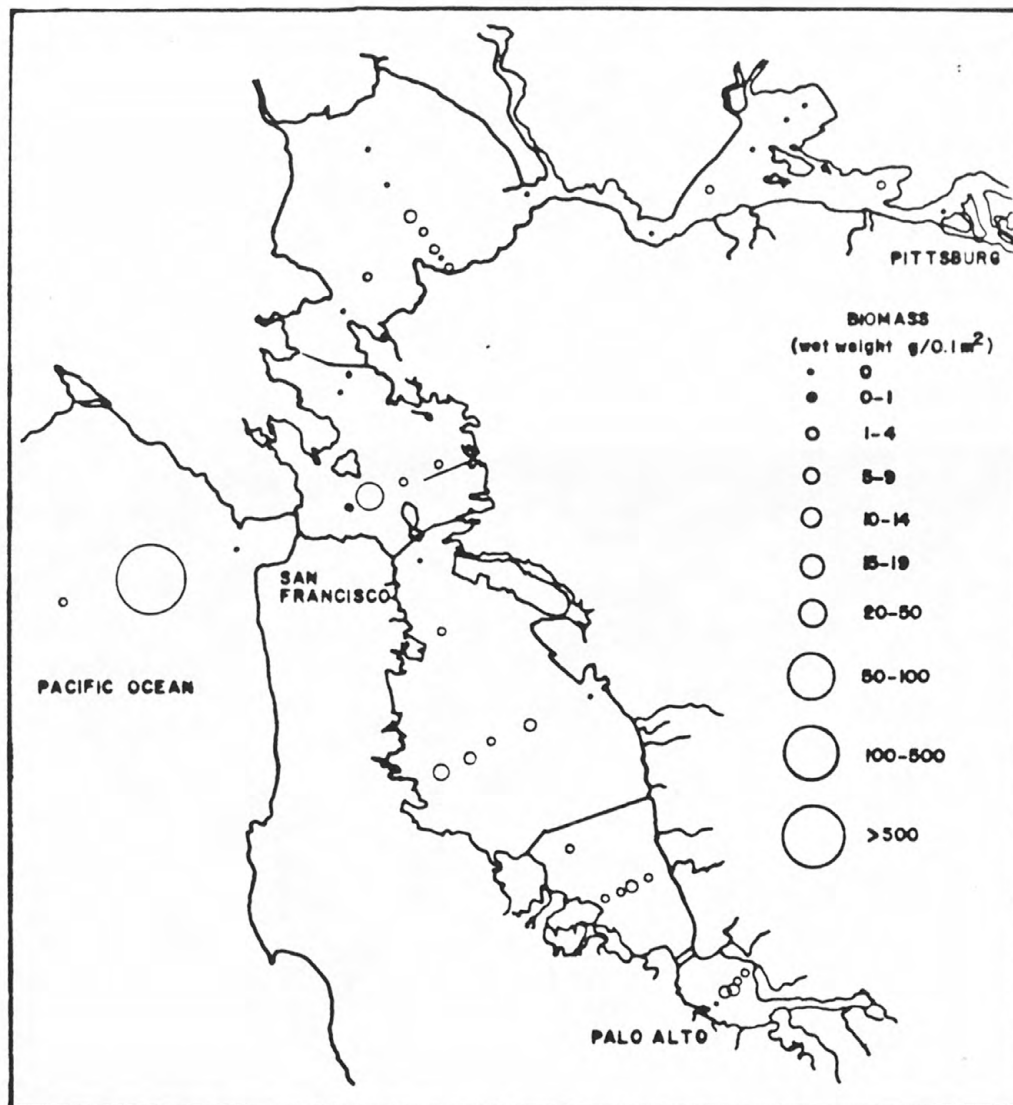 PITTSBURG
BIOMASS
(wet weight g/0.1m²)
0
0-1
1-4
5-9
10-14
15-19
20-50
50-100
100-500
>500
SAN
FRANCISCO
PACIFIC OCEAN
PALO ALTO